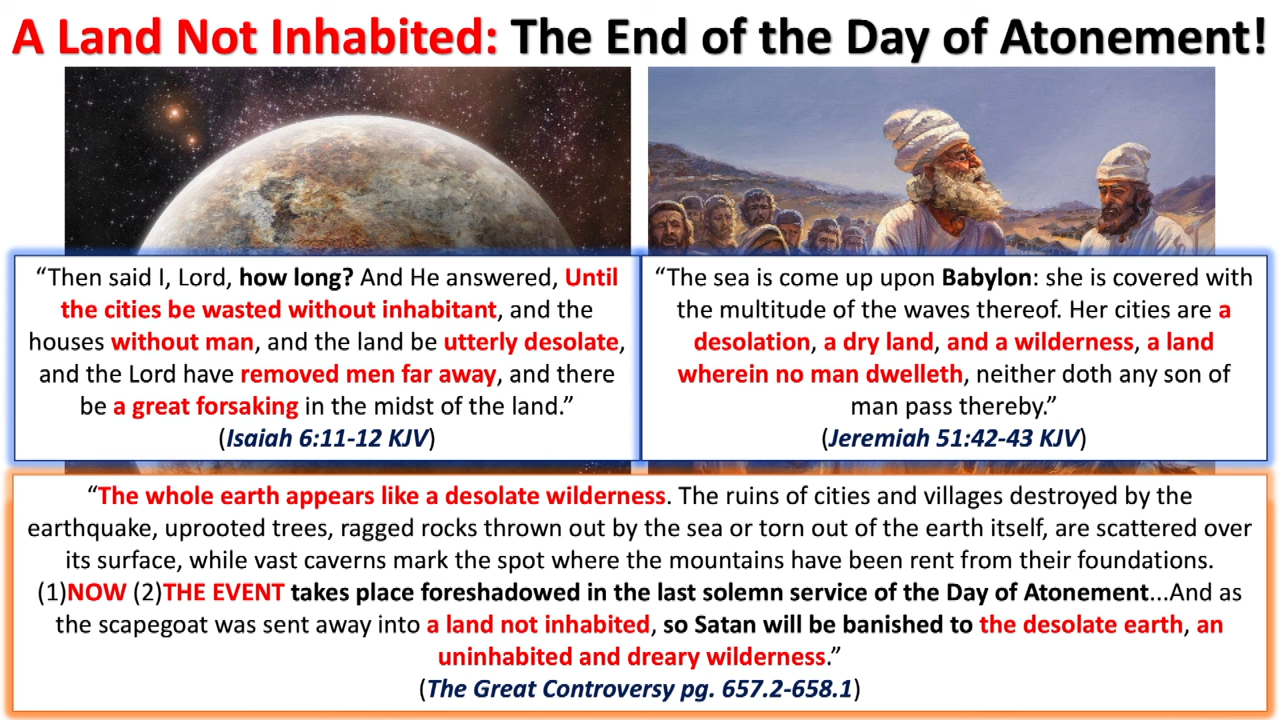 A Land Not Inhabited: The End of the Day of Atonement!
“Then said I, Lord, how long? And He answered, Until
the cities be wasted without inhabitant, and the
houses without man, and the land be utterly desolate,
and the Lord have removed men far away, and there
be a great forsaking in the midst of the land.”
(Isaiah 6:11-12 KJV)
“The sea is come up upon Babylon: she is covered with
the multitude of the waves thereof. Her cities are a
desolation, a dry land, and a wilderness, a land
wherein no man dwelleth, neither doth any son of
man pass thereby.”
(Jeremiah 51:42-43 KJV)
“The whole earth appears like a desolate wilderness. The ruins of cities and villages destroyed by the
earthquake, uprooted trees, ragged rocks thrown out by the sea or torn out of the earth itself, are scattered over
its surface, while vast caverns mark the spot where the mountains have been rent from their foundations.
(1)NOW (2)THE EVENT takes place foreshadowed in the last solemn service of the Day of Atonement...And as
the scapegoat was sent away into a land not inhabited, so Satan will be banished to the desolate earth, an
uninhabited and dreary wilderness.”
(The Great Controversy pg. 657.2-658.1)